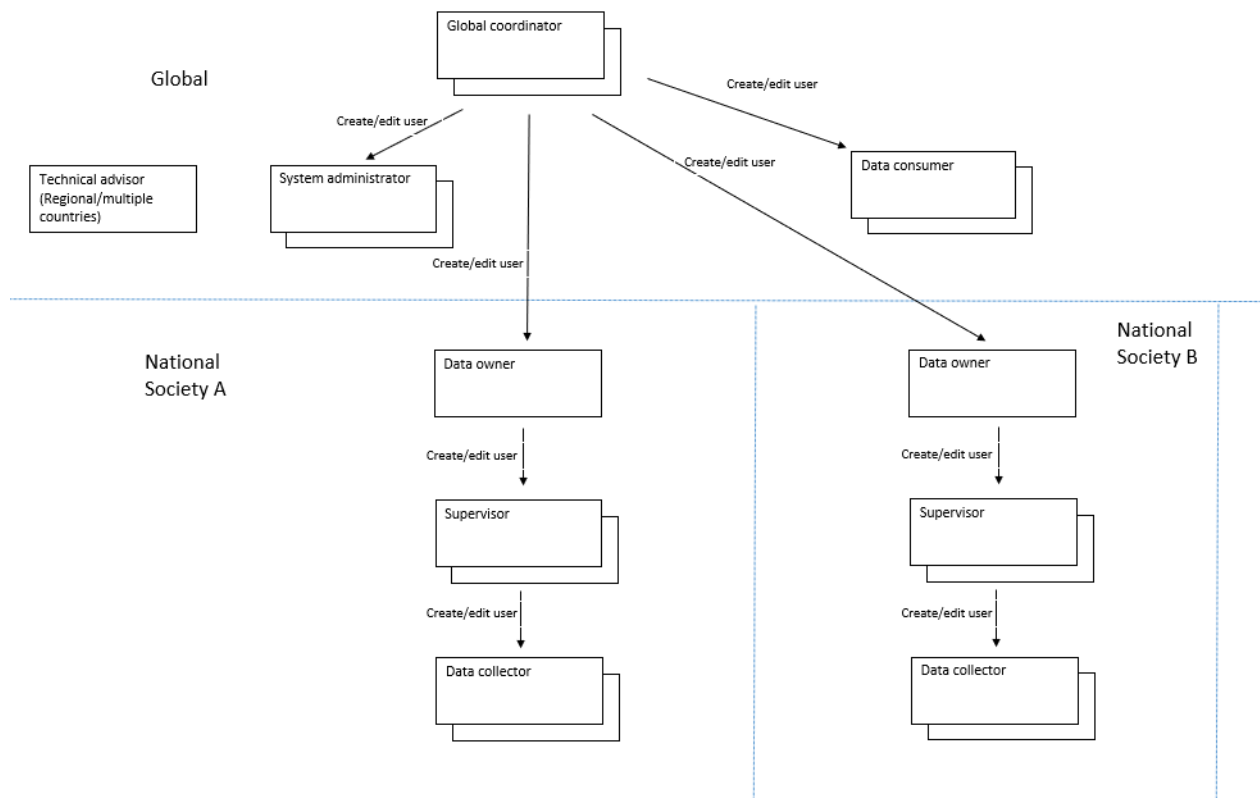 Global coordinator
Global
Create/edit user
Create/edit user
Technical advisor
(Regional/multiple
countries)
System administrator
Create/edit user
Data consumer
Create/edit user
National
Society A
Data owner
Create/edit user
Supervisor
Create/edit user
Data collector
National
Society B
Data owner
Create/edit user
Supervisor
Create/edit user
Data collector